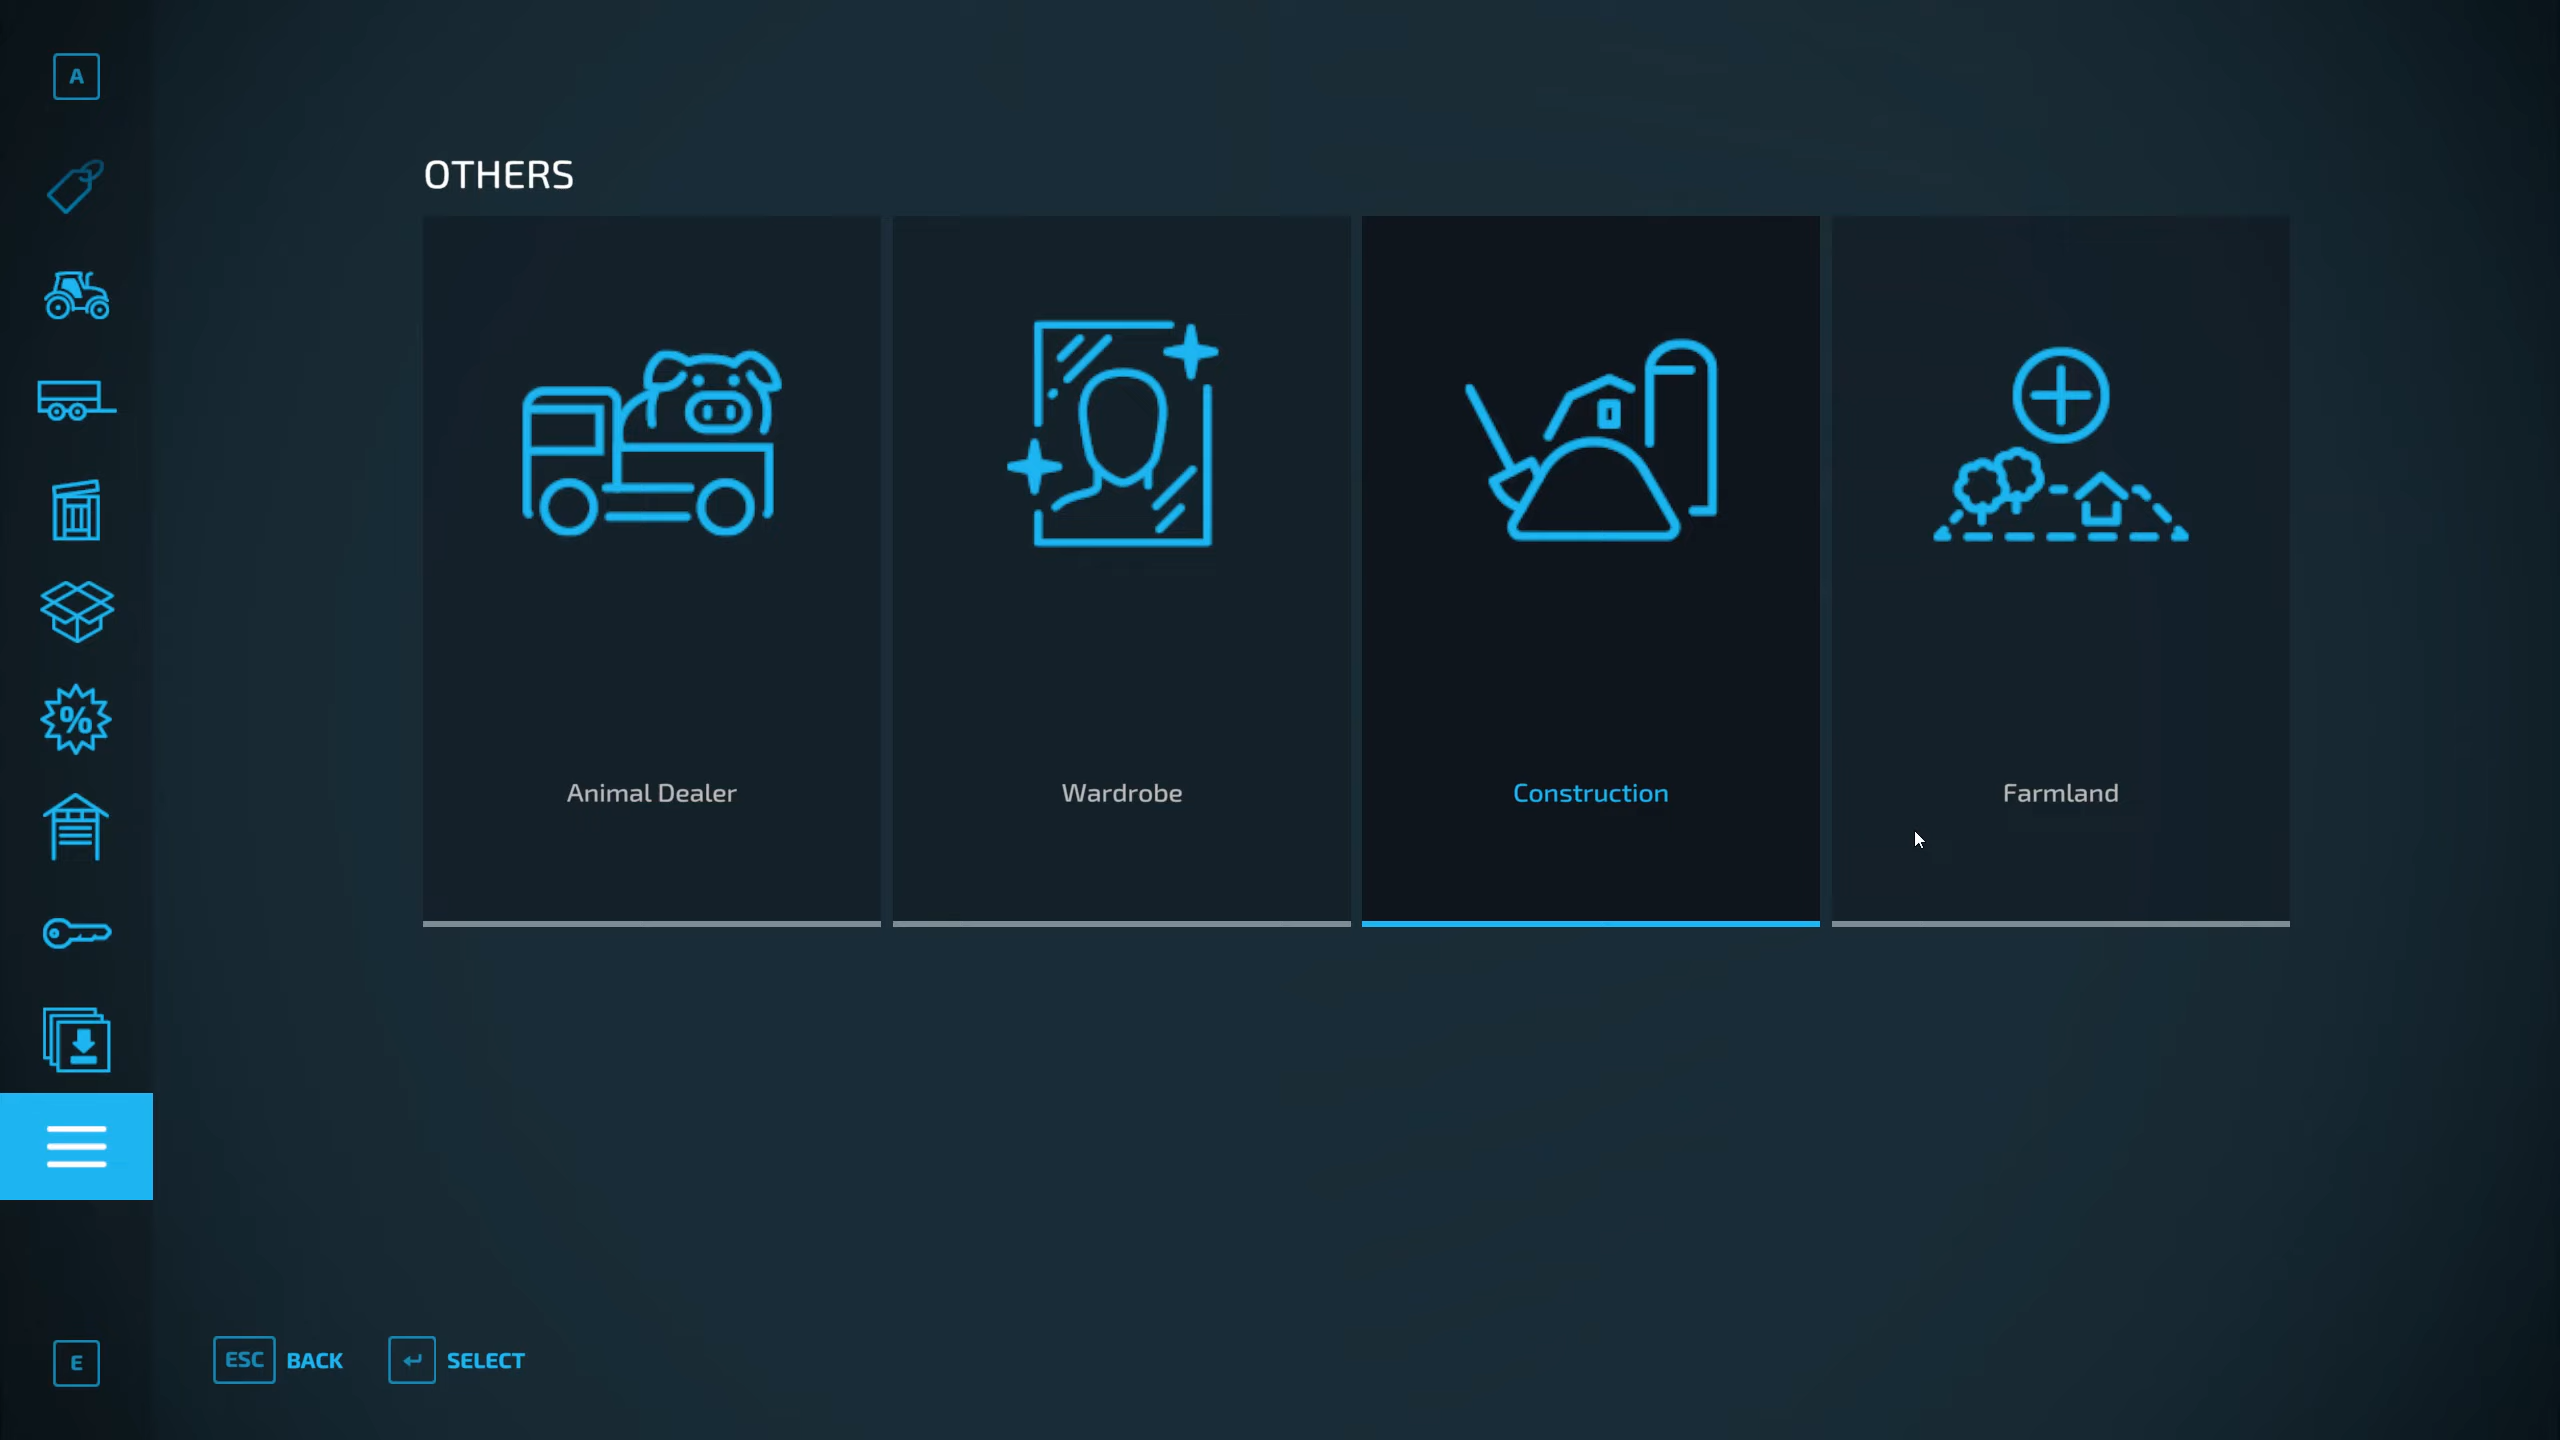 A
OTHERS
%
Animal Dealer
Wardrobe
Construction
Farmland
E
ESC BACK
SELECT